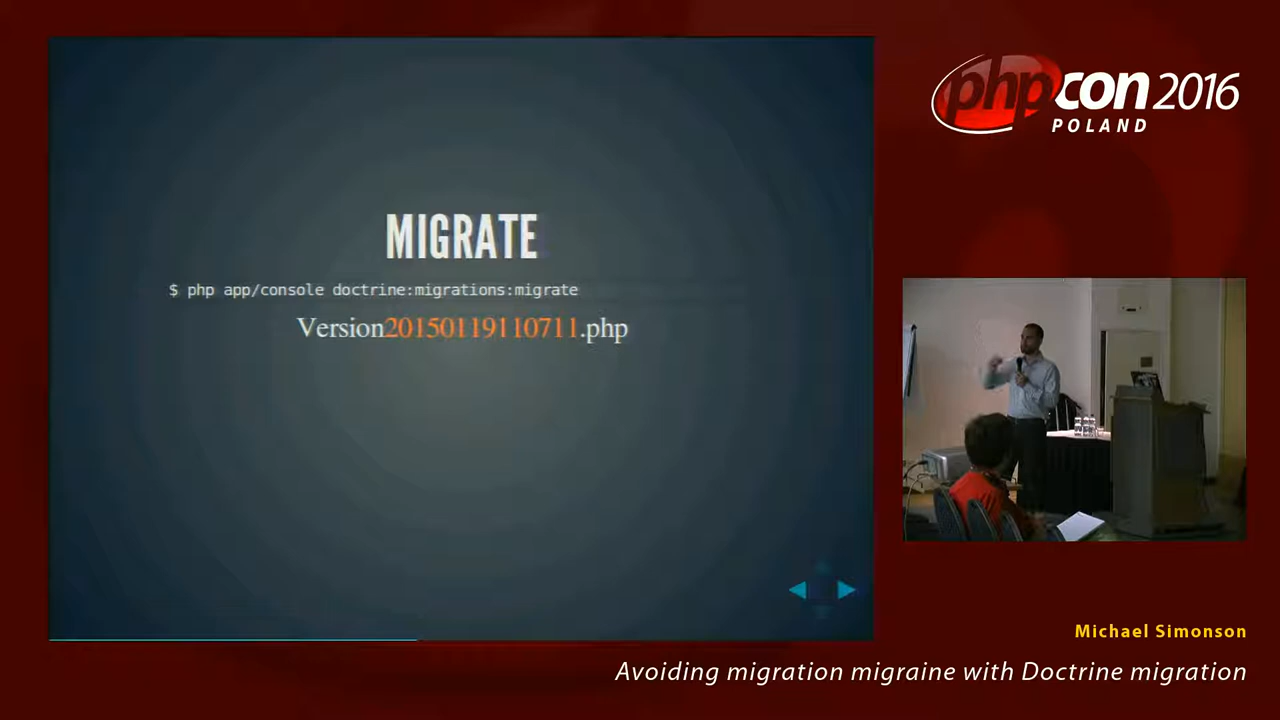 MIGRATE
$ php app/console doctrine:migrations:migrate
Version20150119110711.php
phpcon 2016
POLAND
Michael Simonson
Avoiding migration migraine with Doctrine migration